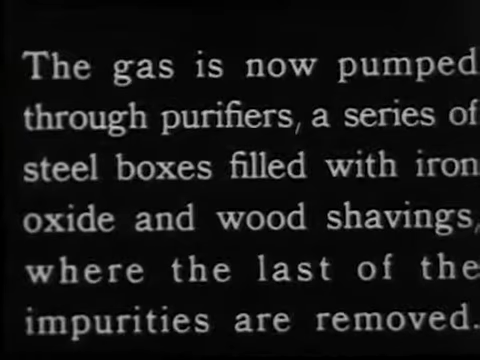 The gas is now pumped
through purifiers, a series of
steel boxes filled with iron
oxide and wood shavings,
where the last of the
impurities are removed.